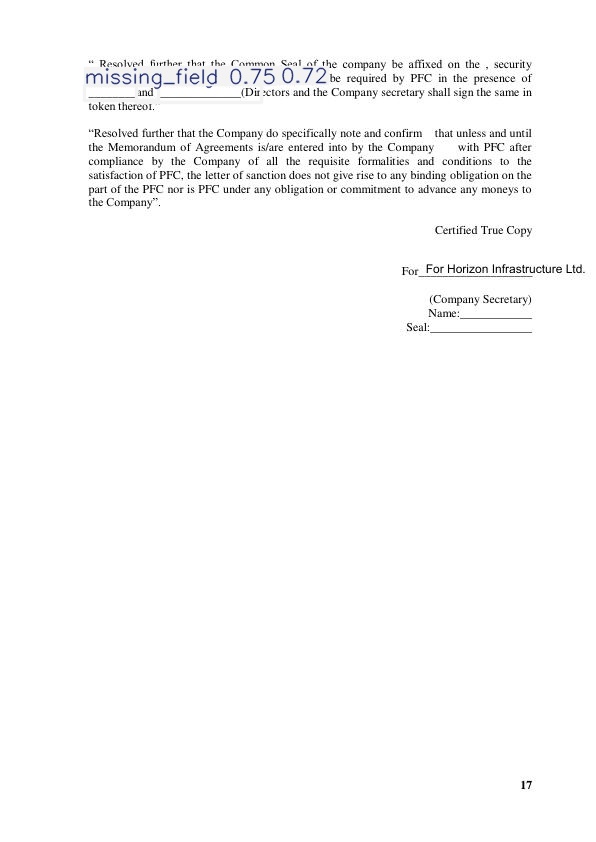 “ Resolved further that the Common Seal of the company be affixed on the , security
missing_field 0.75 0.72 be required by PFC in the presence of
________ and ______________(Directors and the Company secretary shall sign the same in
token thereof.
“Resolved further that the Company do specifically note and confirm that unless and until
the Memorandum of Agreements is/are entered into by the Company with PFC after
compliance by the Company of all the requisite formalities and conditions to the
satisfaction of PFC, the letter of sanction does not give rise to any binding obligation on the
part of the PFC nor is PFC under any obligation or commitment to advance any moneys to
the Company”.
Certified True Copy
For____________________ For Horizon Infrastructure Ltd.
(Company Secretary)
Name:____________
Seal:_________________
17